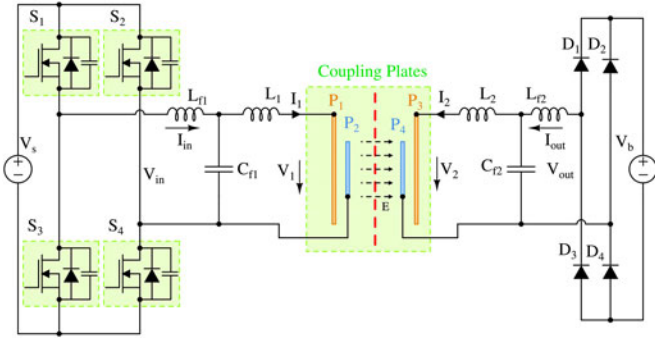 S1 S2
D1 D2
Coupling Plates
Lf1 L1 I1 P1 P3 I2 L2 Lf2
P2 P4
Iin Iout
Vs Vin Cf1 V1 E V2 Cf2 Vout Vb
S3 S4
D3 D4